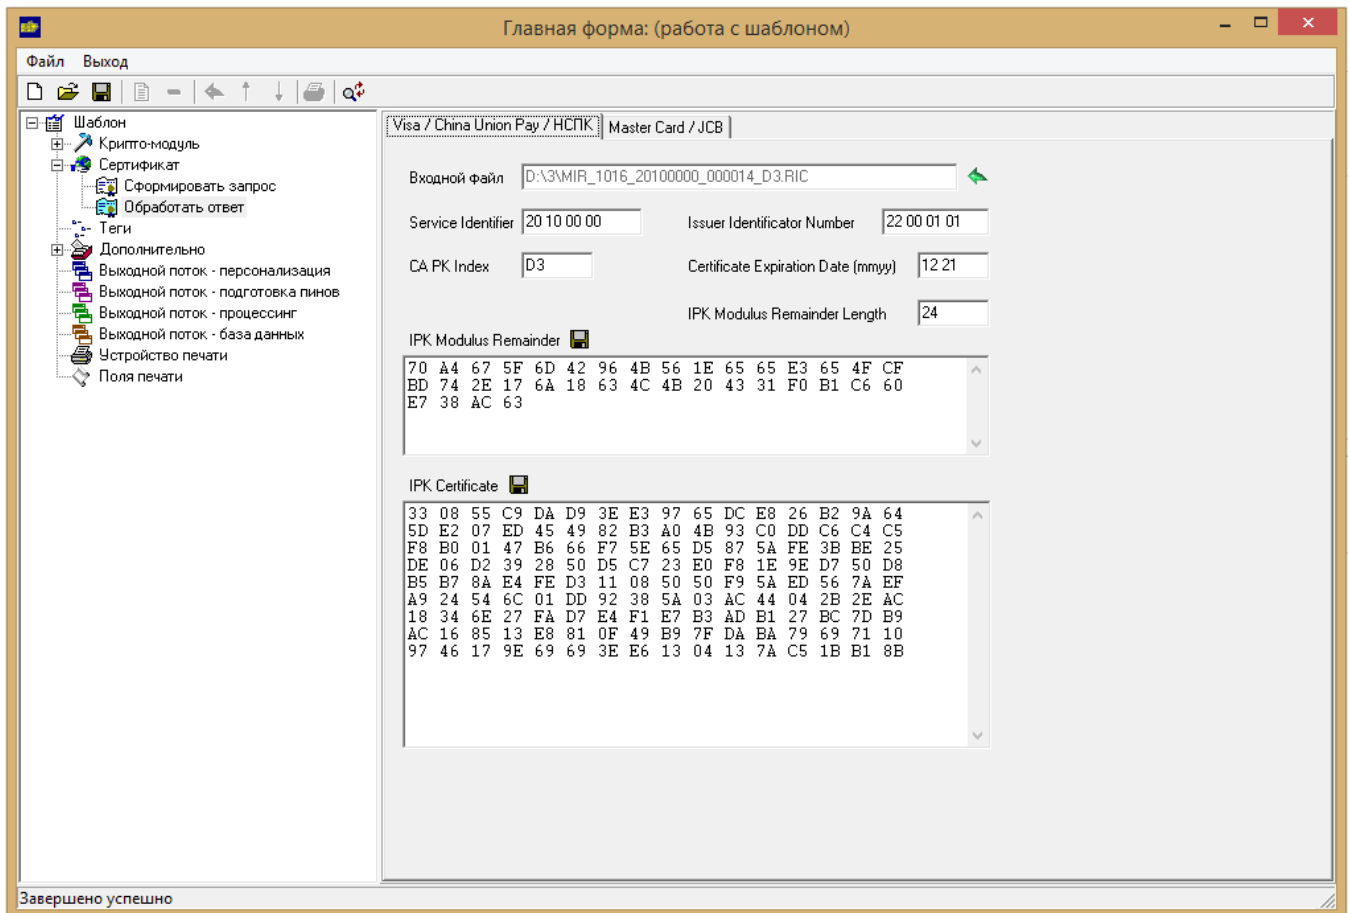 Главная форма: (работа с шаблоном)
Файл Выход
Шаблон
Крипто-модуль
Сертификат
Сформировать запрос
Обработать ответ
Теги
Дополнительно
Выходной поток - персонализация
Выходной поток - подготовка пинов
Выходной поток - процессинг
Выходной поток - база данных
Устройство печати
Поля печати
Visa / China Union Pay / НСПК Master Card / JCB
Входной файл D:\3\MIR_1016_20100000_000014_D3.RIC
Service Identifier 20 10 00 00 Issuer Identificator Number 22 00 01 01
CA PK Index D3 Certificate Expiration Date (mmyy) 12 21
IPK Modulus Remainder Length 24
IPK Modulus Remainder
70 A4 67 5F 6D 42 96 4B 56 1E 65 65 E3 65 4F CF
BD 74 2E 17 6A 18 63 4C 4B 20 43 31 F0 B1 C6 60
E7 38 AC 63
IPK Certificate
33 08 55 C9 DA D9 3E E3 97 65 DC E8 26 B2 9A 64
5D E2 07 ED 45 49 82 B3 A0 4B 93 C0 DD C6 C4 C5
F8 B0 01 47 B6 66 F7 5E 65 D5 87 5A FE 3B BE 25
DE 06 D2 39 28 50 D5 C7 23 E0 F8 1E 9E D7 50 D8
B5 B7 8A E4 FE D3 11 08 50 50 F9 5A ED 56 7A EF
A9 24 54 6C 01 DD 92 38 5A 03 AC 44 04 2B 2E AC
18 34 6E 27 FA D7 E4 F1 E7 B3 AD B1 27 BC 7D B9
AC 16 85 13 E8 81 0F 49 B9 7F DA BA 79 69 71 10
97 46 17 9E 69 69 3E E6 13 04 13 7A C5 1B B1 8B
Завершено успешно